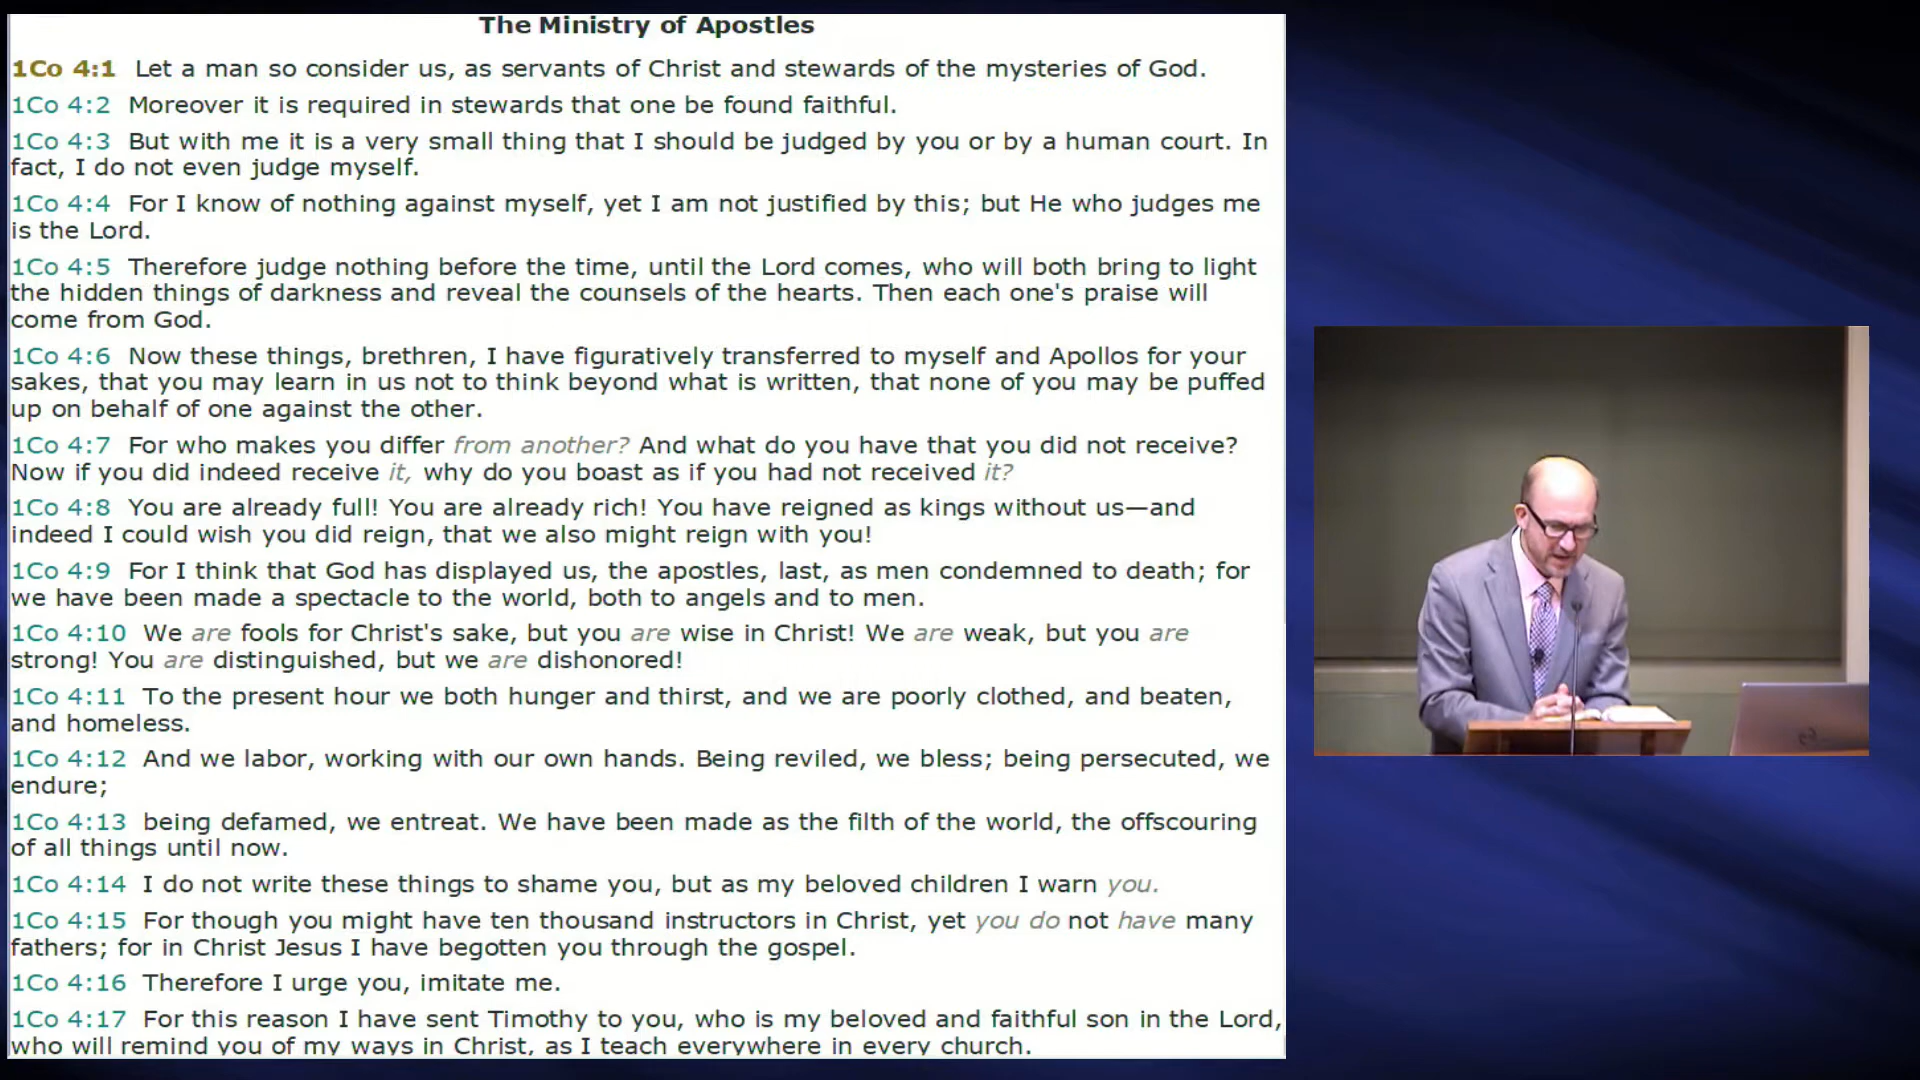 The Ministry of Apostles
1Co 4:1 Let a man so consider us, as servants of Christ and stewards of the mysteries of God.
1Co 4:2 Moreover it is required in stewards that one be found faithful.
1Co 4:3 But with me it is a very small thing that I should be judged by you or by a human court. In
fact, I do not even judge myself.
1Co 4:4 For I know of nothing against myself, yet I am not justified by this; but He who judges me
is the Lord.
1Co 4:5 Therefore judge nothing before the time, until the Lord comes, who will both bring to light
the hidden things of darkness and reveal the counsels of the hearts. Then each one's praise will
come from God.
1Co 4:6 Now these things, brethren, I have figuratively transferred to myself and Apollos for your
sakes, that you may learn in us not to think beyond what is written, that none of you may be puffed
up on behalf of one against the other.
1Co 4:7 For who makes you differ from another? And what do you have that you did not receive?
Now if you did indeed receive it, why do you boast as if you had not received it?
1Co 4:8 You are already full! You are already rich! You have reigned as kings without us—and
indeed I could wish you did reign, that we also might reign with you!
1Co 4:9 For I think that God has displayed us, the apostles, last, as men condemned to death; for
we have been made a spectacle to the world, both to angels and to men.
1Co 4:10 We are fools for Christ's sake, but you are wise in Christ! We are weak, but you are
strong! You are distinguished, but we are dishonored!
1Co 4:11 To the present hour we both hunger and thirst, and we are poorly clothed, and beaten,
and homeless.
1Co 4:12 And we labor, working with our own hands. Being reviled, we bless; being persecuted, we
endure;
1Co 4:13 being defamed, we entreat. We have been made as the filth of the world, the offscouring
of all things until now.
1Co 4:14 I do not write these things to shame you, but as my beloved children I warn you.
1Co 4:15 For though you might have ten thousand instructors in Christ, yet you do not have many
fathers; for in Christ Jesus I have begotten you through the gospel.
1Co 4:16 Therefore I urge you, imitate me.
1Co 4:17 For this reason I have sent Timothy to you, who is my beloved and faithful son in the Lord,
who will remind you of my ways in Christ, as I teach everywhere in every church.